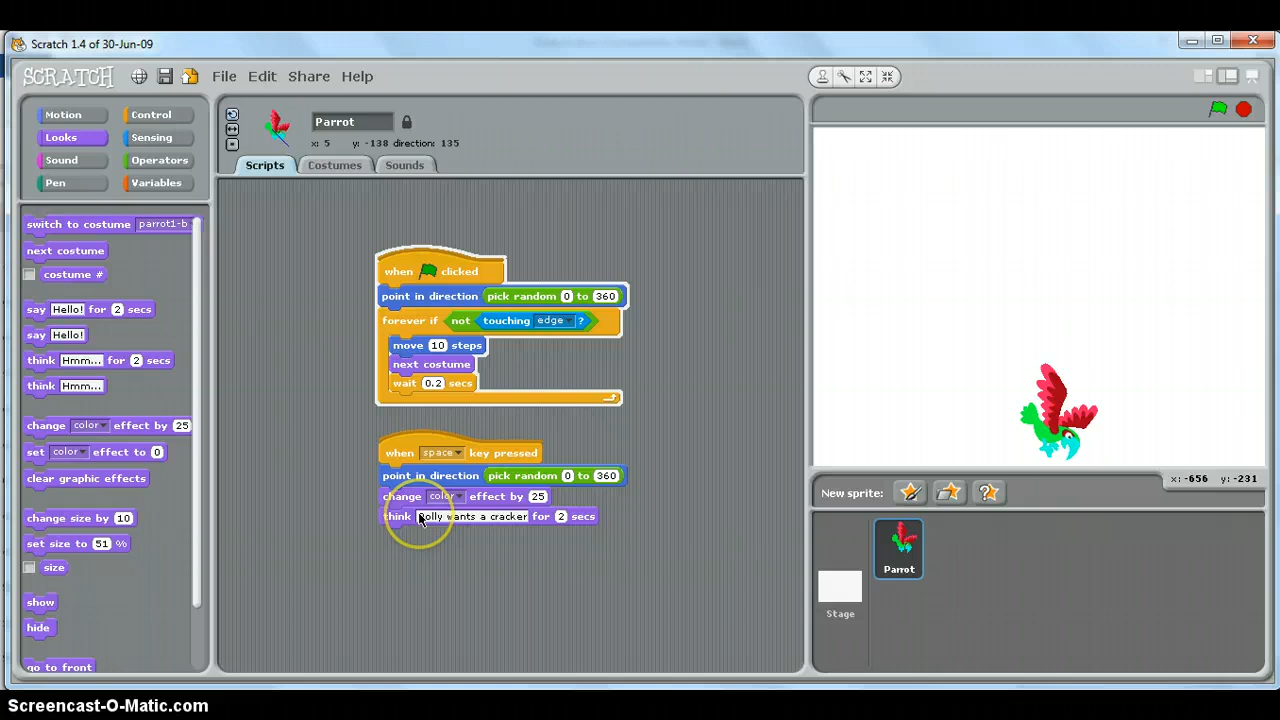 Scratch 1.4 of 30-Jun-09
SCRATCH File Edit Share Help
Motion Control
Looks Sensing
Sound Operators
Pen Variables
Parrot
x: 5 y: -138 direction: 135
Scripts Costumes Sounds
switch to costume parrot1-b
next costume
costume #
say Hello! for 2 secs
say Hello!
think Hmm... for 2 secs
think Hmm...
change color effect by 25
set color effect to 0
clear graphic effects
change size by 10
set size to 51 %
size
show
hide
go to front
when clicked
point in direction pick random 0 to 360
forever if not touching edge ?
move 10 steps
next costume
wait 0.2 secs
when space key pressed
point in direction pick random 0 to 360
change color effect by 25
think Polly wants a cracker for 2 secs
x: -656 y: -231
New sprite:
Parrot
Stage
Screencast-O-Matic.com